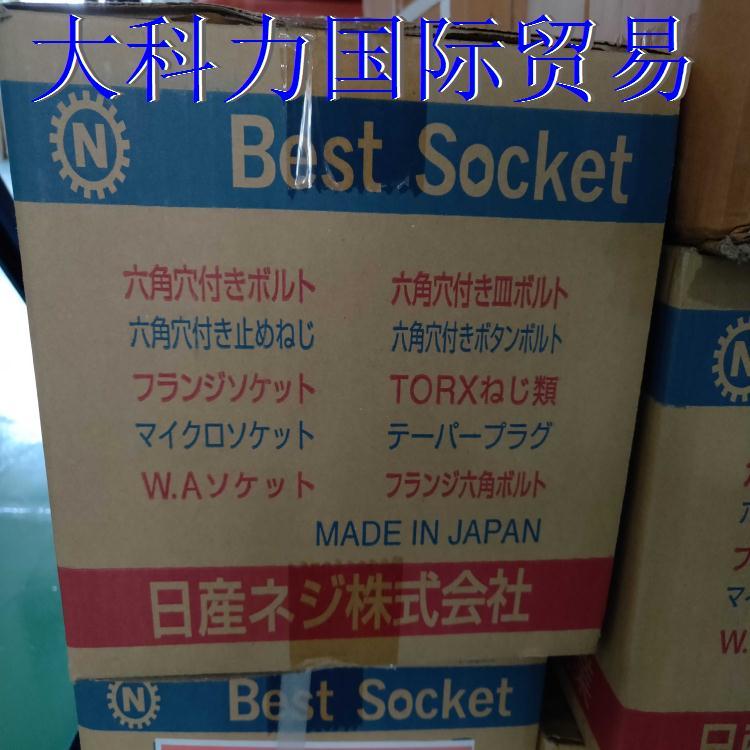 大科力国际贸易
N Best Socket
六角穴付きボルト 六角穴付き皿ボルト
六角穴付き止めねじ 六角穴付きボタンボルト
フランジソケット TORXねじ類
マイクロソケット テーパープラグ
W.Aソケット フランジ六角ボルト
MADE IN JAPAN
日産ネジ株式会社
N Best Socket
フ
マイ
W.